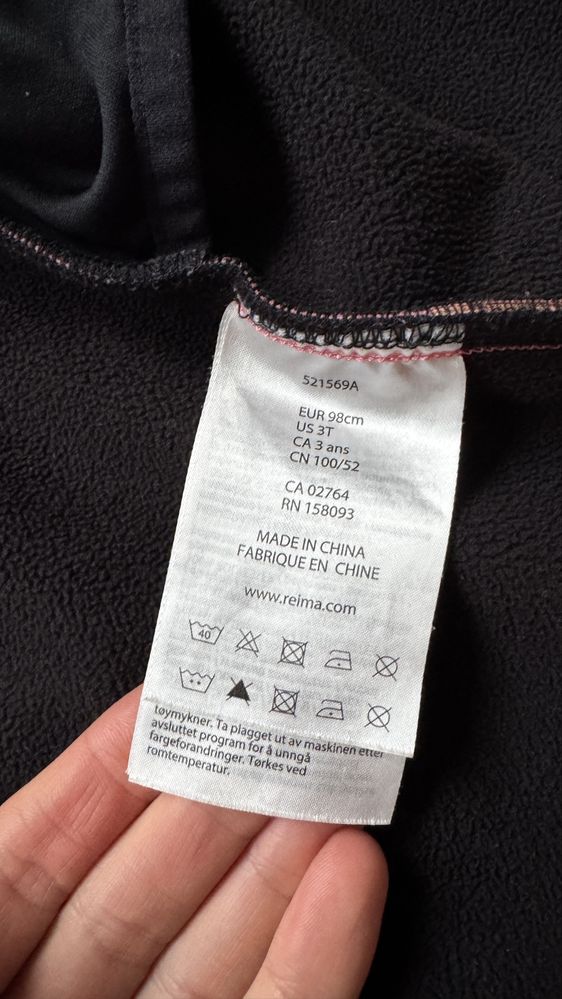 521569A
EUR 98cm
US 3T
CA 3 ans
CN 100/52
CA 02764
RN 158093
MADE IN CHINA
FABRIQUE EN CHINE
www.reima.com
40
tøymykner. Ta plagget ut av maskinen etter
avsluttet program for å unngå
fargeforandringer. Tørkes ved
romtemperatur.